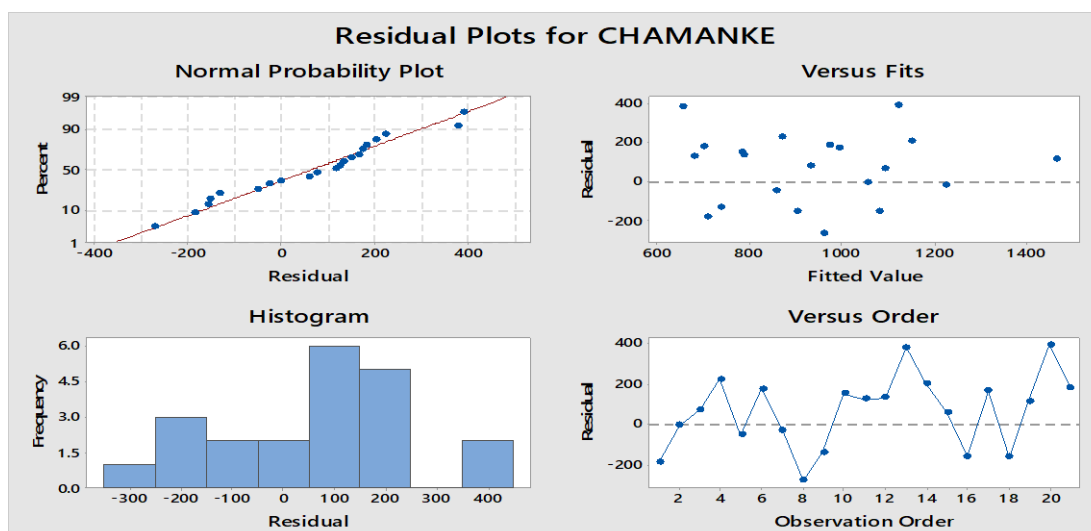 Residual Plots for CHAMANKE
Normal Probability Plot
99
90
50
10
1
Percent
-400 -200 0 200 400
Residual
Versus Fits
400
200
0
-200
Residual
600 800 1000 1200 1400
Fitted Value
Histogram
6.0
4.5
3.0
1.5
0.0
Frequency
-300 -200 -100 0 100 200 300 400
Residual
Versus Order
400
200
0
-200
Residual
2 4 6 8 10 12 14 16 18 20
Observation Order